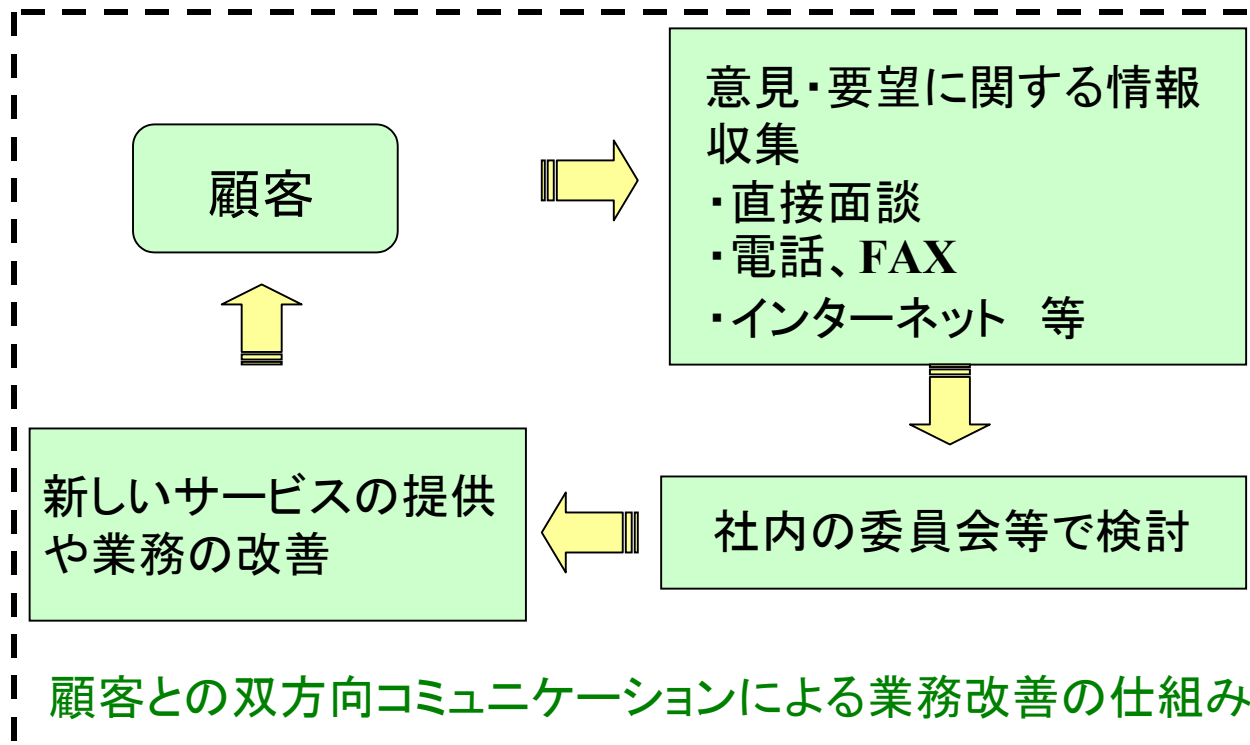 顧客
意見・要望に関する情報
収集
・直接面談
・電話、FAX
・インターネット　等
新しいサービスの提供
や業務の改善
社内の委員会等で検討
顧客との双方向コミュニケーションによる業務改善の仕組み